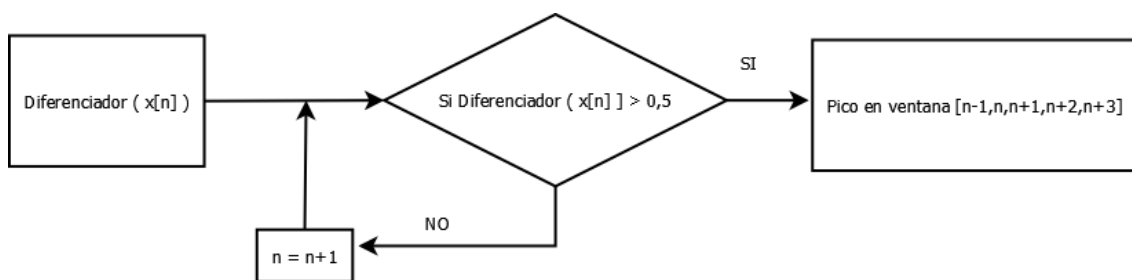 Diferenciador ( x[n] )
Si Diferenciador ( x[n] ] > 0,5
SI
Pico en ventana [n-1,n,n+1,n+2,n+3]
NO
n = n+1